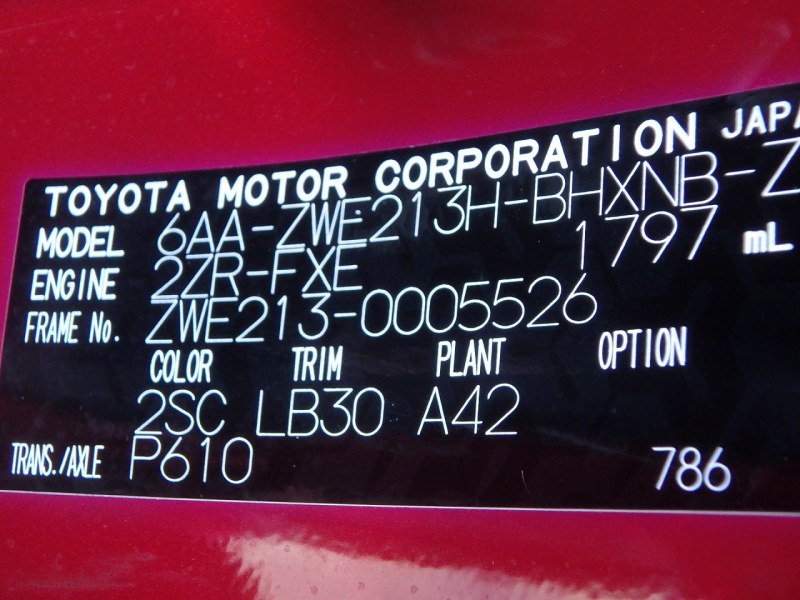 TOYOTA MOTOR CORPORATION JAPA
MODEL 6AA-ZWE213H-BHXNB-Z
ENGINE 2ZR-FXE 1797 mL
FRAME No. ZWE213-0005526
COLOR TRIM PLANT OPTION
2SC LB30 A42
TRANS./AXLE P610 786